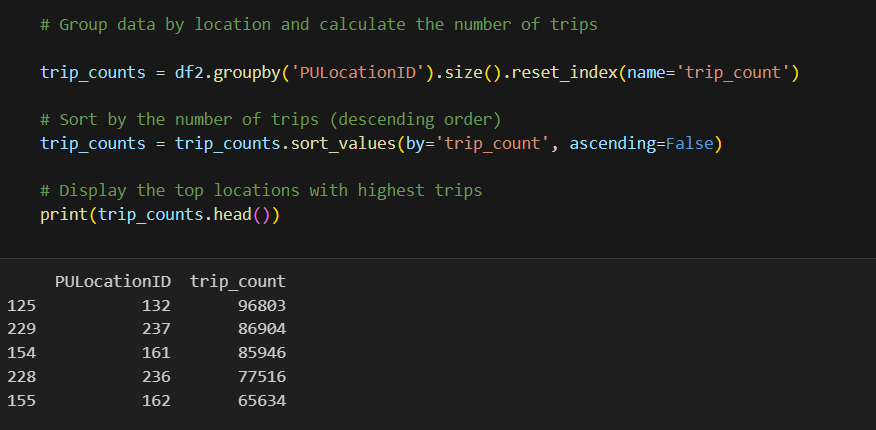 # Group data by location and calculate the number of trips
trip_counts = df2.groupby('PULocationID').size().reset_index(name='trip_count')
# Sort by the number of trips (descending order)
trip_counts = trip_counts.sort_values(by='trip_count', ascending=False)
# Display the top locations with highest trips
print(trip_counts.head())
PULocationID trip_count
125 132 96803
229 237 86904
154 161 85946
228 236 77516
155 162 65634